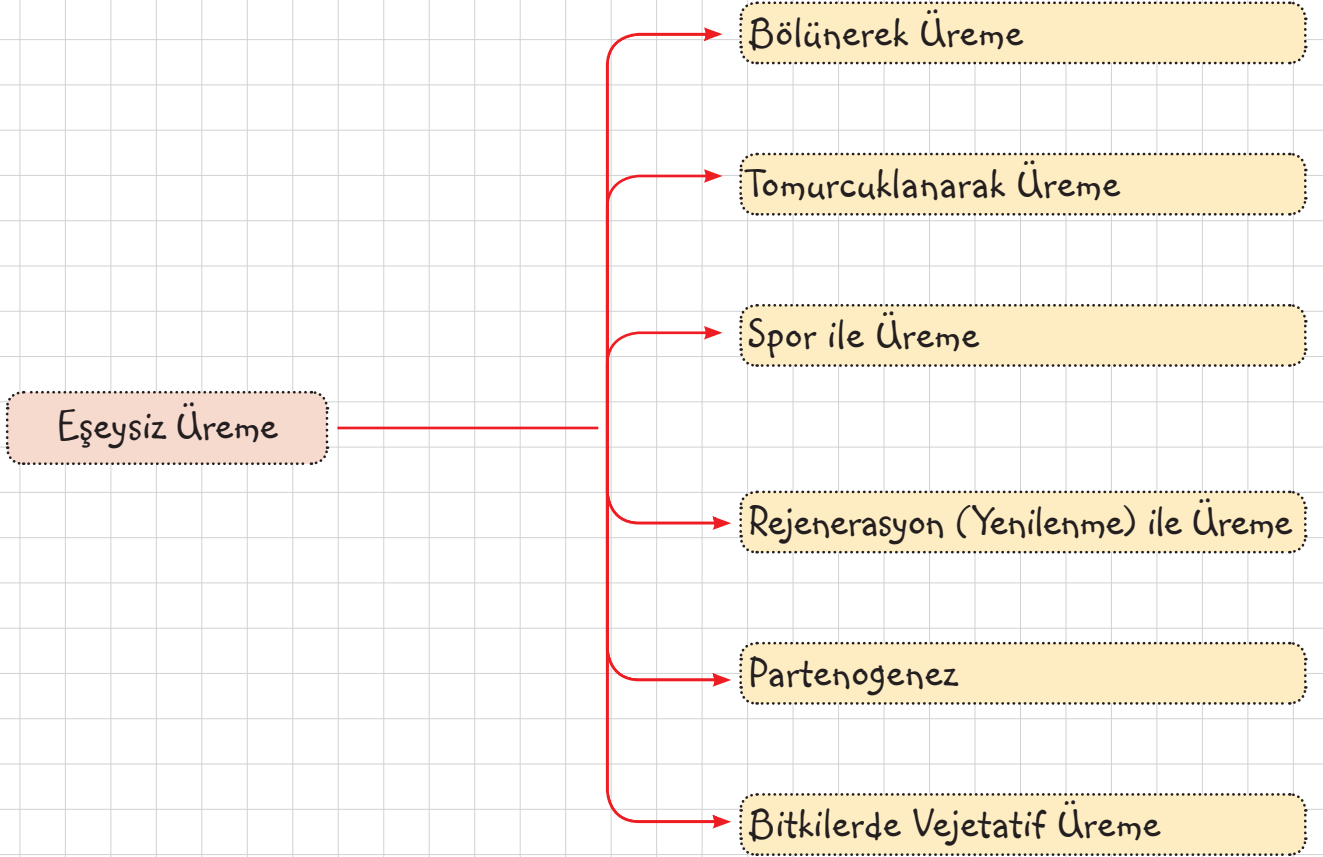 Bölünerek Üreme
Tomurcuklanarak Üreme
Spor ile Üreme
Eşeysiz Üreme
Rejenerasyon (Yenilenme) ile Üreme
Partenogenez
Bitkilerde Vejetatif Üreme